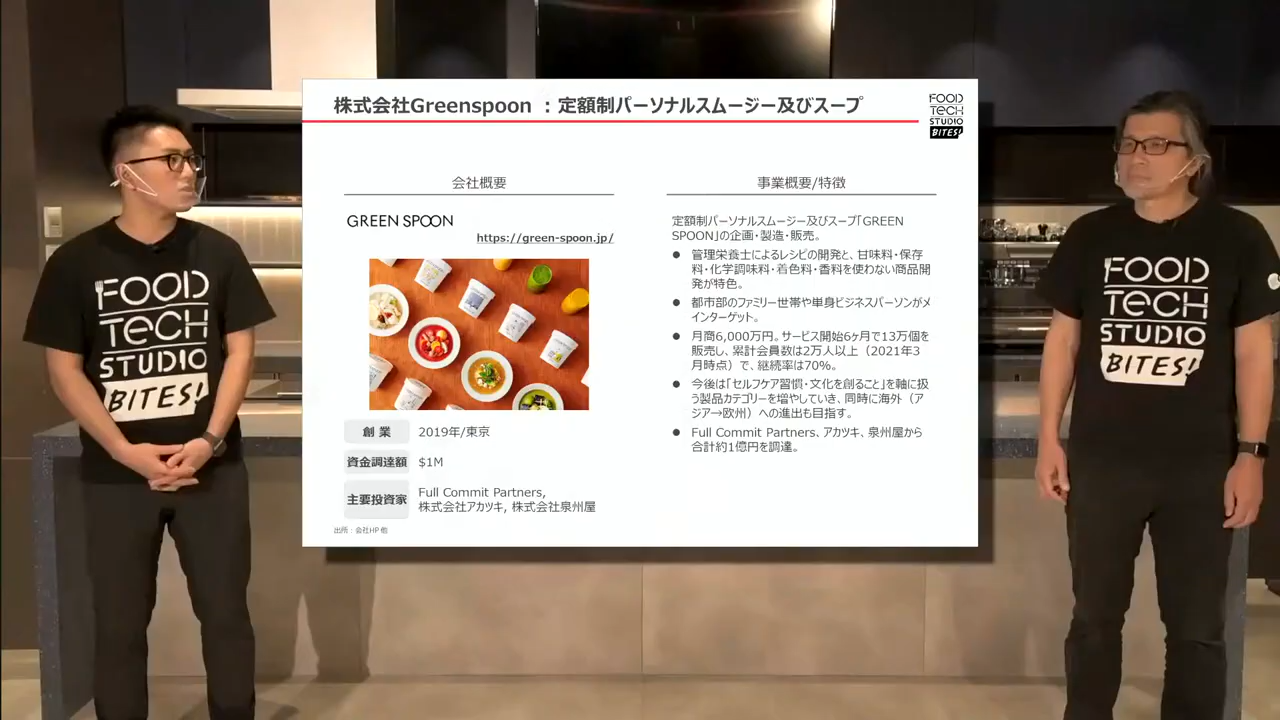 株式会社Greenspoon ：定額制パーソナルスムージー及びスープ
FOOD
TECH
STUDIO
BITES!
会社概要
GREEN SPOON
https://green-spoon.jp/
創 業
2019年/東京
資金調達額
$1M
主要投資家
Full Commit Partners,
株式会社アカツキ, 株式会社泉州屋
出所：会社HP 他
事業概要/特徴
定額制パーソナルスムージー及びスープ「GREEN
SPOON」の企画・製造・販売。
● 管理栄養士によるレシピの開発と、甘味料・保存
料・化学調味料・着色料・香料を使わない商品開
発が特色。
● 都市部のファミリー世帯や単身ビジネスパーソンがメ
インターゲット。
● 月商6,000万円。サービス開始6ヶ月で13万個を
販売し、累計会員数は2万人以上（2021年3
月時点）で、継続率は70%。
● 今後は「セルフケア習慣・文化を創ること」を軸に扱
う製品カテゴリーを増やしていき、同時に海外（ア
ジア→欧州）への進出も目指す。
● Full Commit Partners、アカツキ、泉州屋から
合計約1億円を調達。
FOOD
TECH
STUDIO
BITES!
FOOD
TECH
STUDIO
BITES!